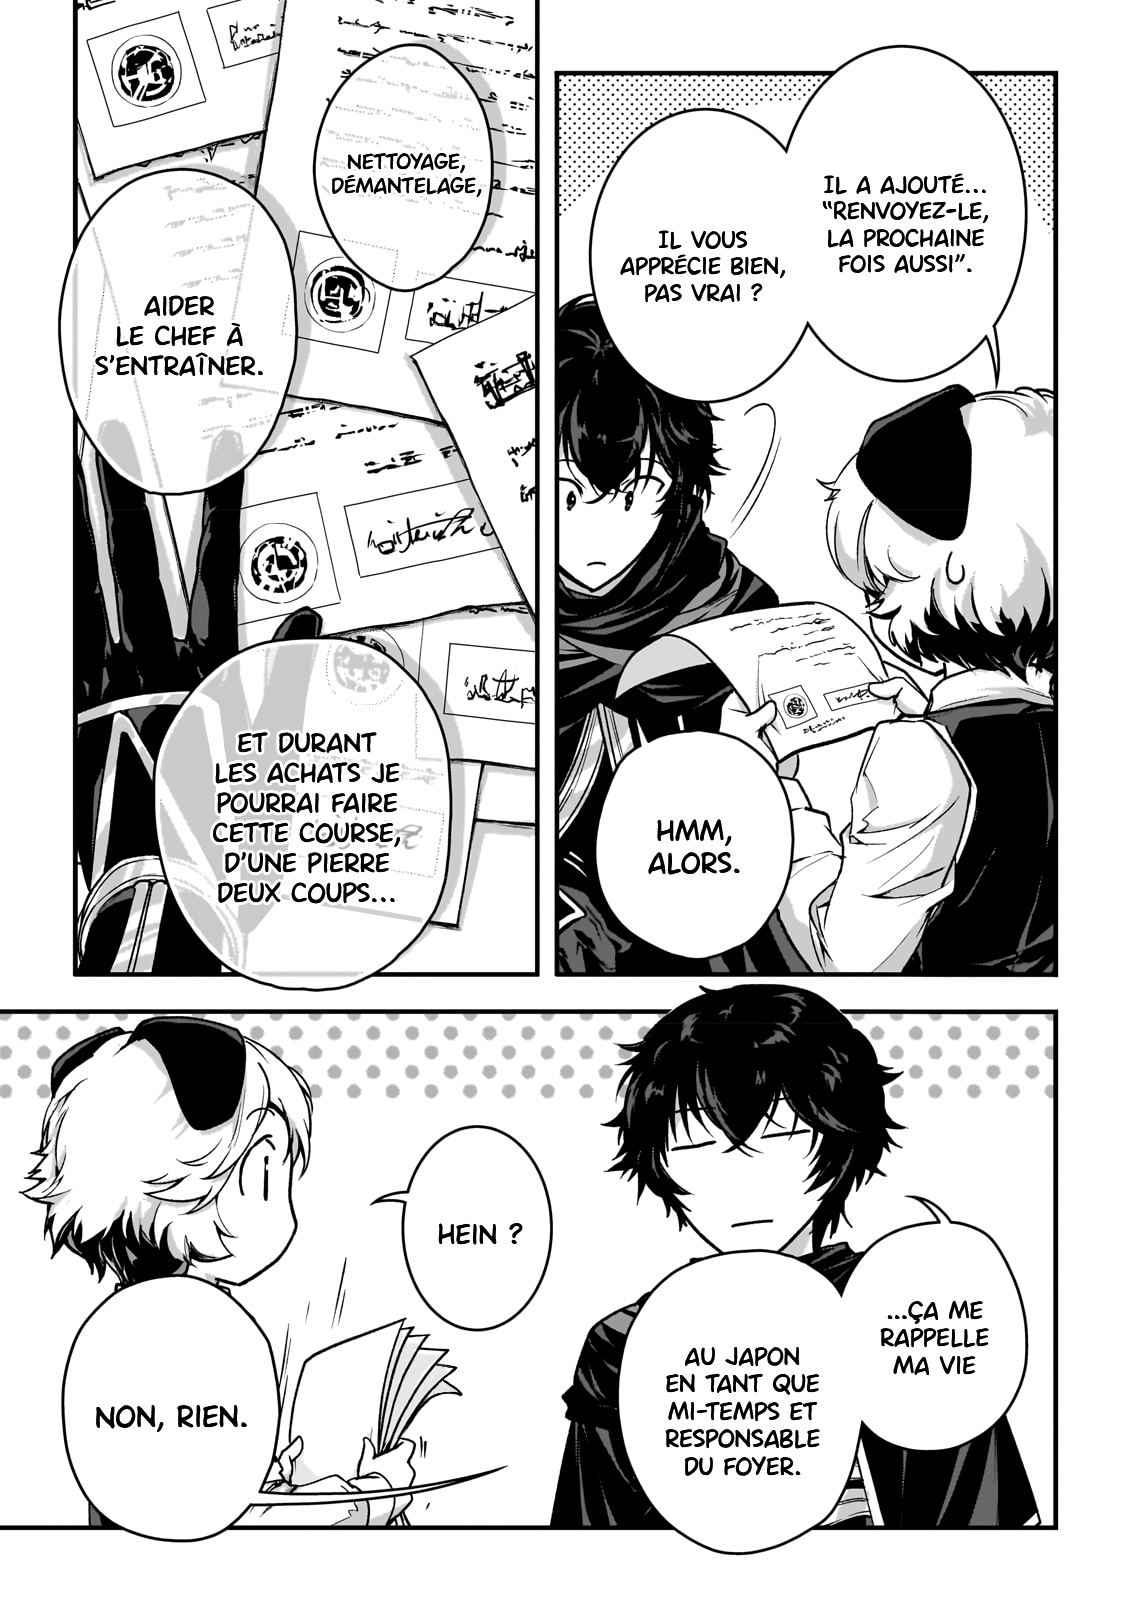 IL A AJOUTÉ...
“RENVOYEZ-LE,
LA PROCHAINE
FOIS AUSSI”.
IL VOUS
APPRÉCIE BIEN,
PAS VRAI ?
HMM,
ALORS.
NETTOYAGE,
DÉMANTELAGE,
AIDER
LE CHEF À
S’ENTRAÎNER.
ET DURANT
LES ACHATS JE
POURRAI FAIRE
CETTE COURSE,
D’UNE PIERRE
DEUX COUPS...
...ÇA ME
RAPPELLE
MA VIE
AU JAPON
EN TANT QUE
MI-TEMPS ET
RESPONSABLE
DU FOYER.
HEIN ?
NON, RIEN.